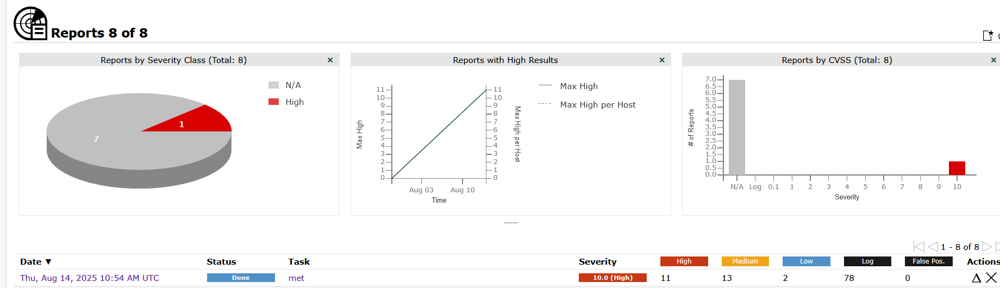 Reports 8 of 8
Reports by Severity Class (Total: 8) ×
N/A
High
1
7
Reports with High Results ×
Max High
Max High per Host
11
10
9
8
7
6
5
4
3
2
1
0
Max High
11
10
9
8
7
6
5
4
3
2
1
0
Max High per Host
Aug 03 Aug 10
Time
Reports by CVSS (Total: 8) ×
7.0
6.5
6.0
5.5
5.0
4.5
4.0
3.5
3.0
2.5
2.0
1.5
1.0
0.5
0.0
# of Reports
N/A Log 0.1 1 2 3 4 5 6 7 8 9 10
Severity
1 - 8 of 8
Date ▼ Status Task Severity High Medium Low Log False Pos. Actions
Thu, Aug 14, 2025 10:54 AM UTC Done met 10.0 (High) 11 13 2 78 0